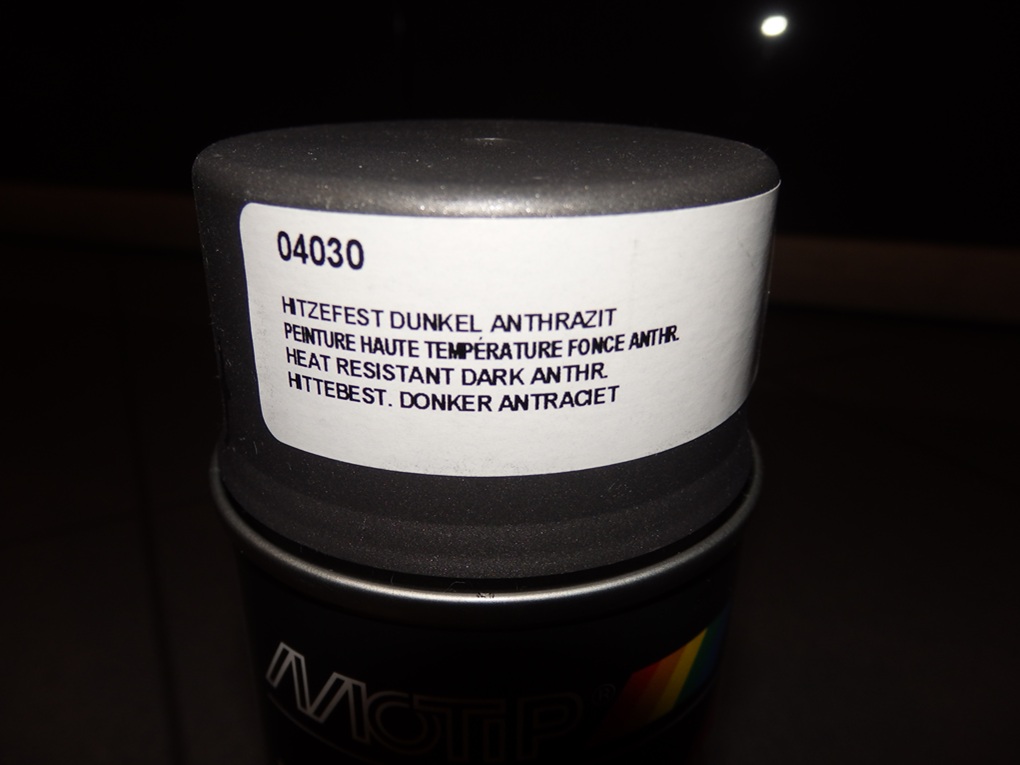 04030
HITZEFEST DUNKEL ANTHRAZIT
PEINTURE HAUTE TEMPÉRATURE FONCE ANTHR.
HEAT RESISTANT DARK ANTHR.
HITTEBEST. DONKER ANTRACIET
MOTIP®